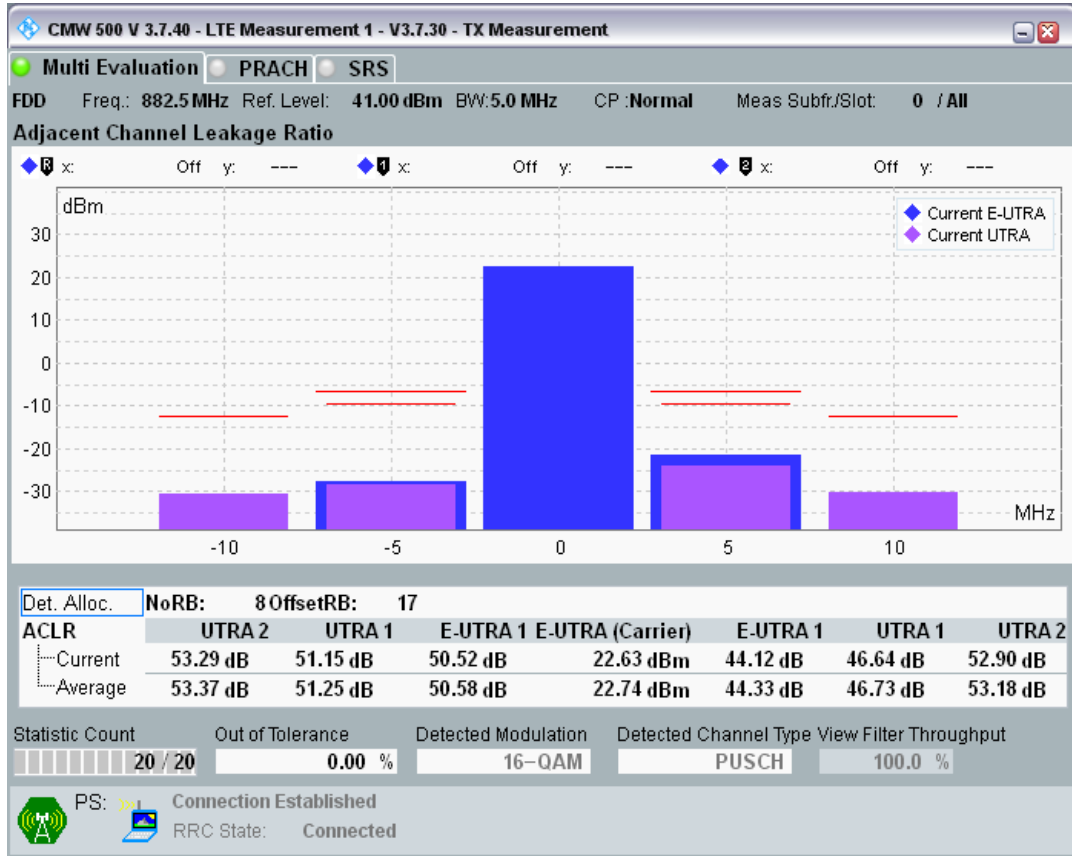 CMW 500 V 3.7.40 - LTE Measurement 1 - V3.7.30 - TX Measurement
Multi Evaluation PRACH SRS
FDD Freq.: 882.5 MHz Ref. Level: 41.00 dBm BW:5.0 MHz CP :Normal Meas Subfr./Slot: 0 / All
Adjacent Channel Leakage Ratio
R x: Off y: --- 1 x: Off y: --- 2 x: Off y: ---
dBm
Current E-UTRA
Current UTRA
30
20
10
0
-10
-20
-30
MHz
-10 -5 0 5 10
Det. Alloc. NoRB: 8 OffsetRB: 17
ACLR UTRA 2 UTRA 1 E-UTRA 1 E-UTRA (Carrier) E-UTRA 1 UTRA 1 UTRA 2
Current 53.29 dB 51.15 dB 50.52 dB 22.63 dBm 44.12 dB 46.64 dB 52.90 dB
Average 53.37 dB 51.25 dB 50.58 dB 22.74 dBm 44.33 dB 46.73 dB 53.18 dB
Statistic Count Out of Tolerance Detected Modulation Detected Channel Type View Filter Throughput
20 / 20 0.00 % 16-QAM PUSCH 100.0 %
PS: Connection Established
RRC State: Connected